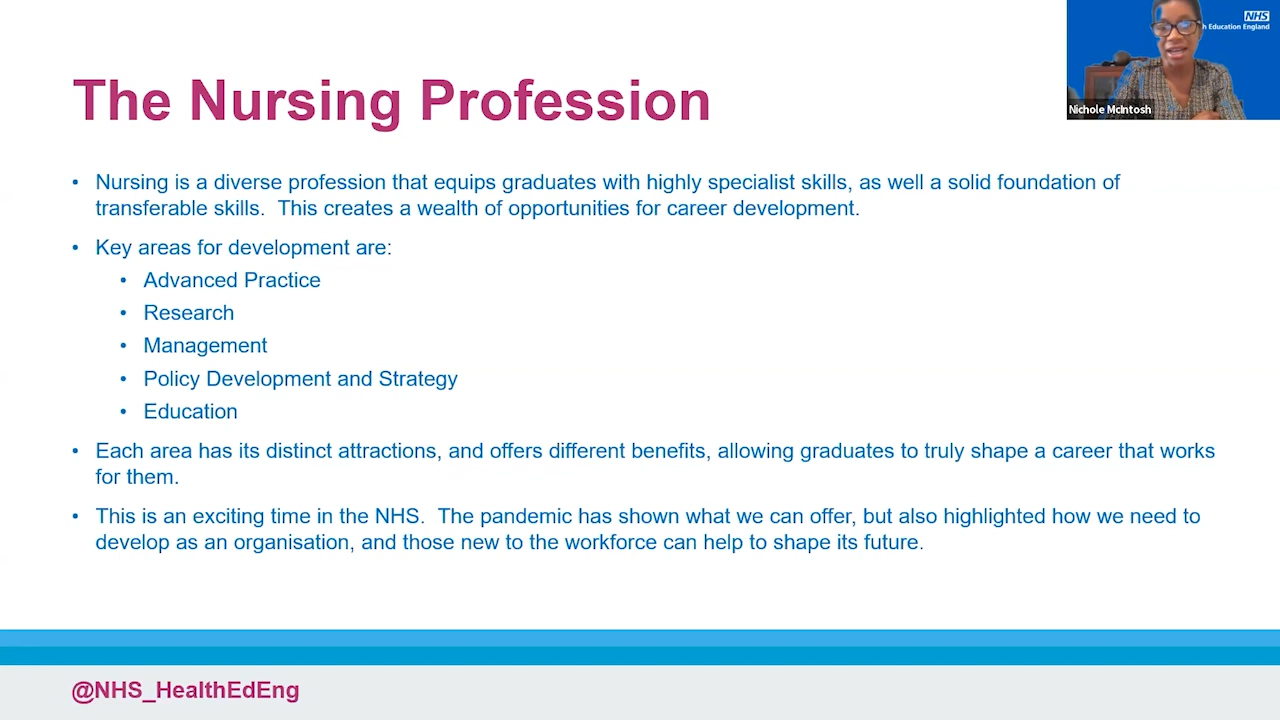 NHS
h Education England
Nichole McIntosh
The Nursing Profession
• Nursing is a diverse profession that equips graduates with highly specialist skills, as well a solid foundation of
transferable skills.  This creates a wealth of opportunities for career development.
• Key areas for development are:
• Advanced Practice
• Research
• Management
• Policy Development and Strategy
• Education
• Each area has its distinct attractions, and offers different benefits, allowing graduates to truly shape a career that works
for them.
• This is an exciting time in the NHS.  The pandemic has shown what we can offer, but also highlighted how we need to
develop as an organisation, and those new to the workforce can help to shape its future.
@NHS_HealthEdEng